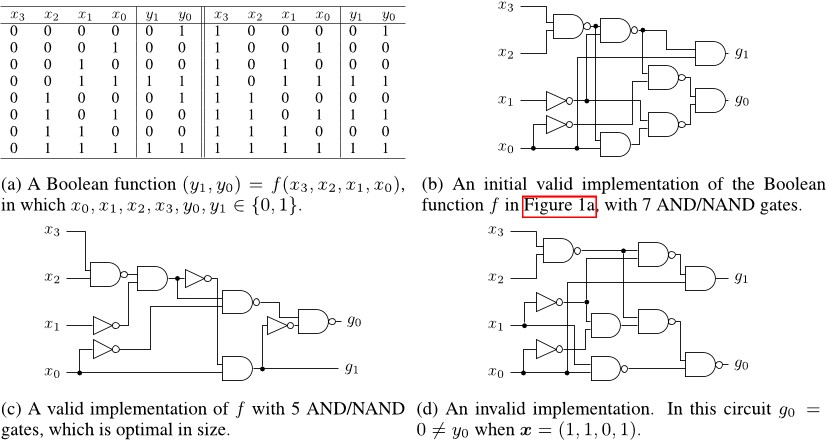 x3 x2 x1 x0 y1 y0 x3 x2 x1 x0 y1 y0
0 0 0 0 0 1 1 0 0 0 0 1
0 0 0 1 0 0 1 0 0 1 0 0
0 0 1 0 0 0 1 0 1 0 0 0
0 0 1 1 1 1 1 0 1 1 1 1
0 1 0 0 0 1 1 1 0 0 0 0
0 1 0 1 0 0 1 1 0 1 1 1
0 1 1 0 0 0 1 1 1 0 0 0
0 1 1 1 1 1 1 1 1 1 1 1
(a) A Boolean function (y1, y0) = f(x3, x2, x1, x0),
in which x0, x1, x2, x3, y0, y1 ∈ {0, 1}.
x3
x2
x1
x0
g1
g0
(b) An initial valid implementation of the Boolean
function f in Figure 1a, with 7 AND/NAND gates.
x3
x2
x1
x0
g0
g1
(c) A valid implementation of f with 5 AND/NAND
gates, which is optimal in size.
x3
x2
x1
x0
g1
g0
(d) An invalid implementation. In this circuit g0 =
0 ≠ y0 when x = (1, 1, 0, 1).